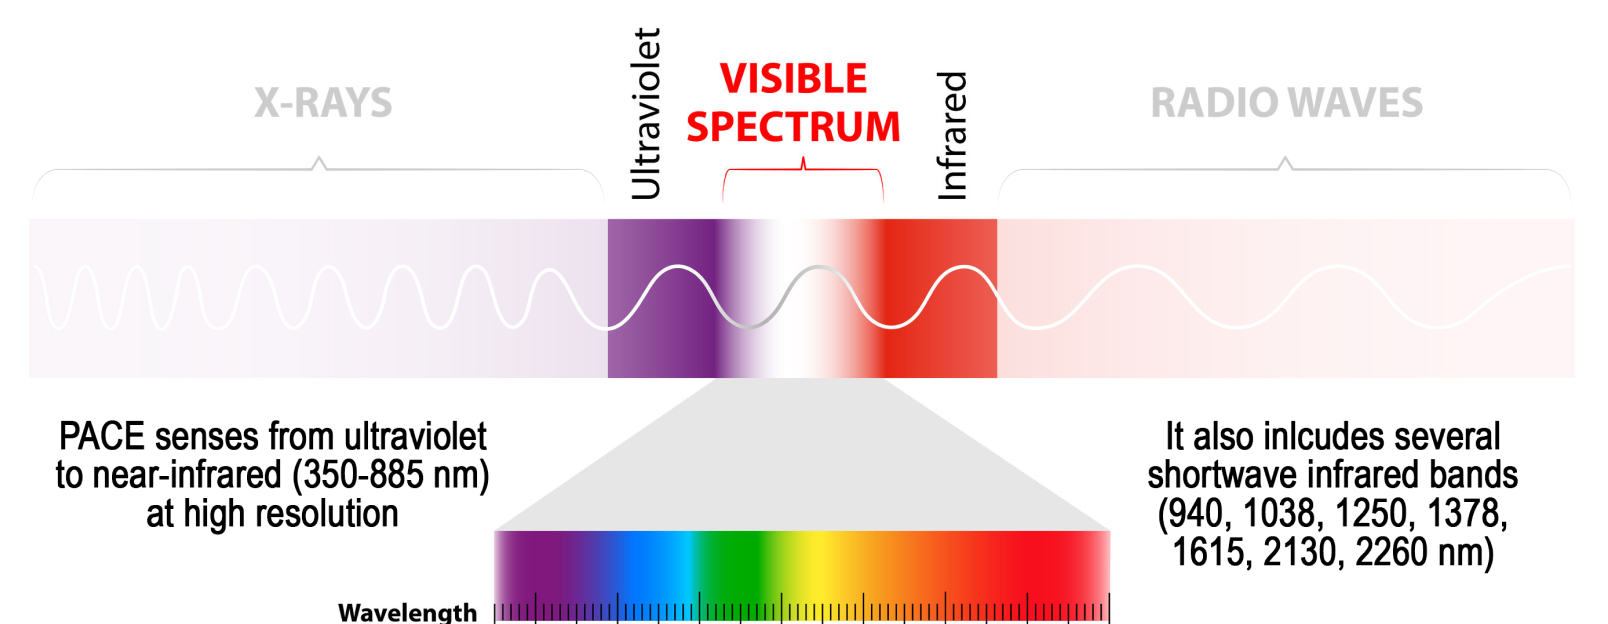 X-RAYS
Ultraviolet
VISIBLE
SPECTRUM
Infrared
RADIO WAVES
PACE senses from ultraviolet
to near-infrared (350-885 nm)
at high resolution
It also inlcudes several
shortwave infrared bands
(940, 1038, 1250, 1378,
1615, 2130, 2260 nm)
Wavelength